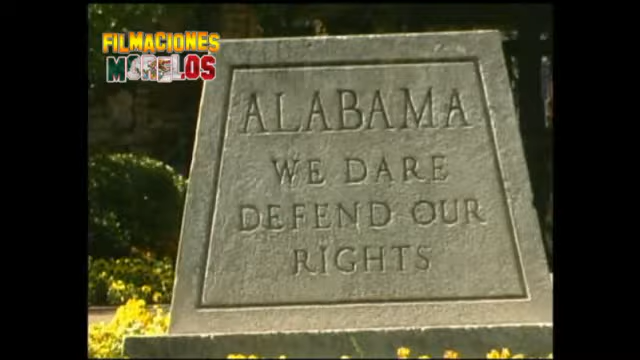 FILMACIONES
MORELOS
ALABAMA
WE DARE
DEFEND OUR
RIGHTS